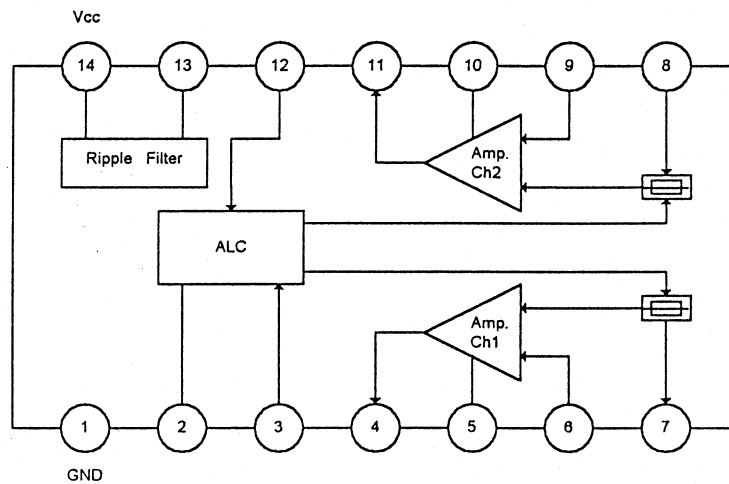 Vcc
14 13 12 11 10 9 8
Ripple Filter
Amp.
Ch2
ALC
Amp.
Ch1
1 2 3 4 5 6 7
GND